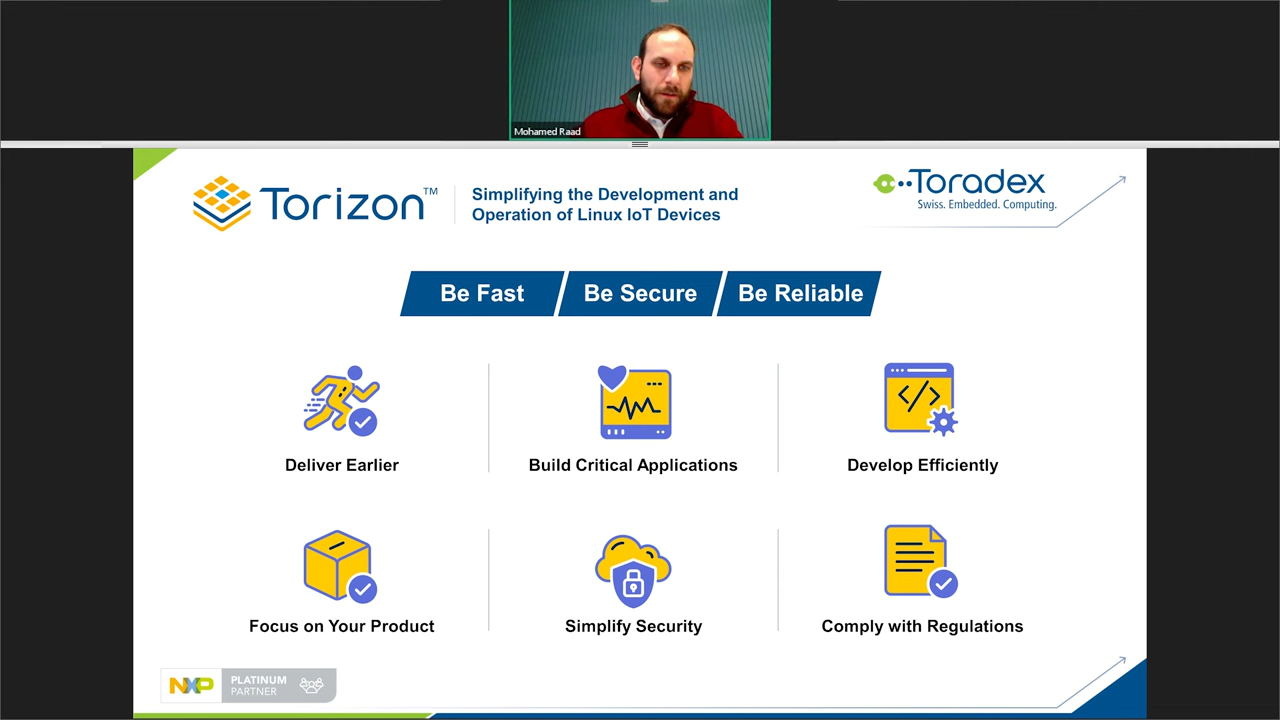 Mohamed Raad
Torizon™
Simplifying the Development and
Operation of Linux IoT Devices
Toradex
Swiss. Embedded. Computing.
Be Fast
Be Secure
Be Reliable
Deliver Earlier
Build Critical Applications
Develop Efficiently
Focus on Your Product
Simplify Security
Comply with Regulations
NXP
PLATINUM
PARTNER